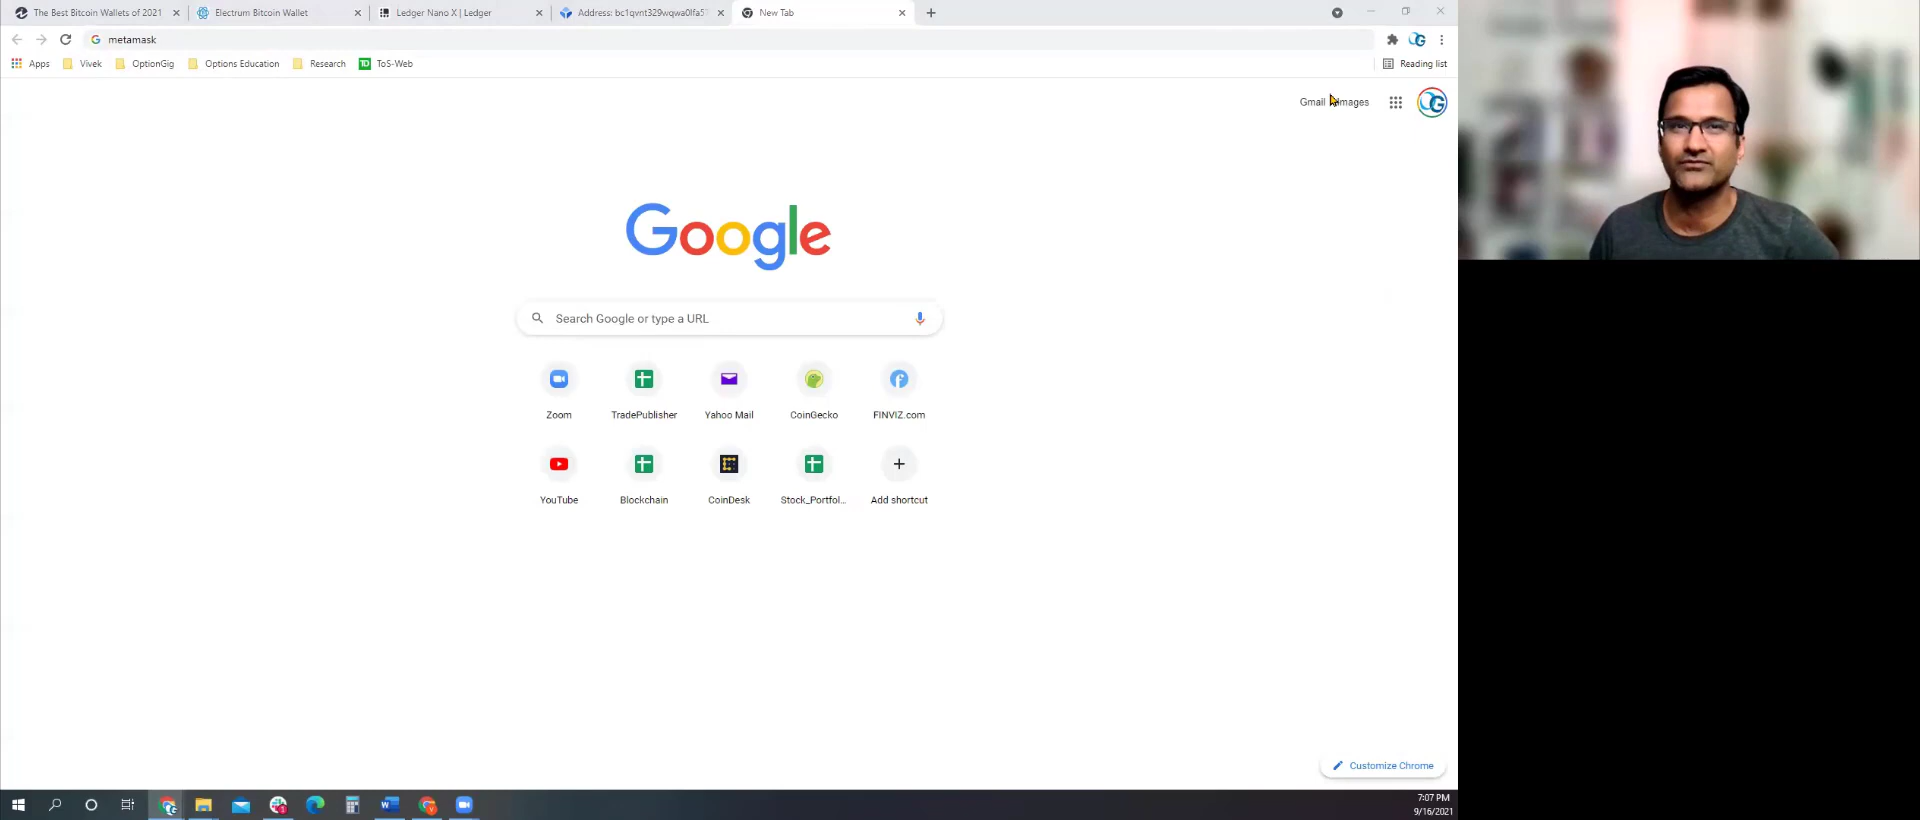 The Best Bitcoin Wallets of 2021
Electrum Bitcoin Wallet
Ledger Nano X | Ledger
Address: bc1qvnt329wqwa0lfa5
New Tab
metamask
Apps
Vivek
OptionGig
Options Education
Research
ToS-Web
Reading list
Gmail
Images
Google
Search Google or type a URL
Zoom
TradePublisher
Yahoo Mail
CoinGecko
FINVIZ.com
YouTube
Blockchain
CoinDesk
Stock_Portfol...
Add shortcut
Customize Chrome
7:07 PM
9/16/2021